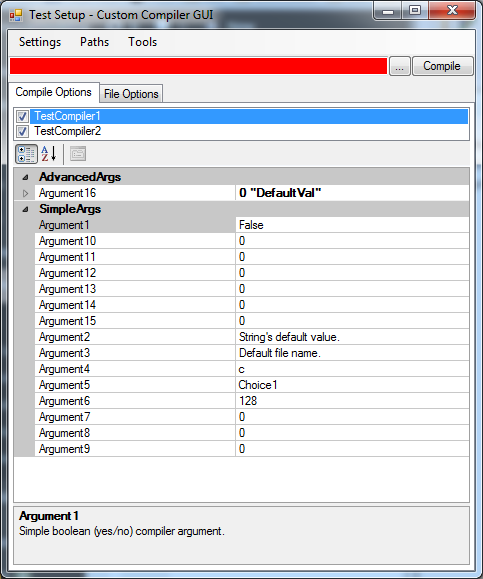 Test Setup - Custom Compiler GUI
Settings Paths Tools
... Compile
Compile Options File Options
TestCompiler1
TestCompiler2
AdvancedArgs
Argument16 0 "DefaultVal"
SimpleArgs
Argument1 False
Argument10 0
Argument11 0
Argument12 0
Argument13 0
Argument14 0
Argument15 0
Argument2 String's default value.
Argument3 Default file name.
Argument4 c
Argument5 Choice1
Argument6 128
Argument7 0
Argument8 0
Argument9 0
Argument1
Simple boolean (yes/no) compiler argument.